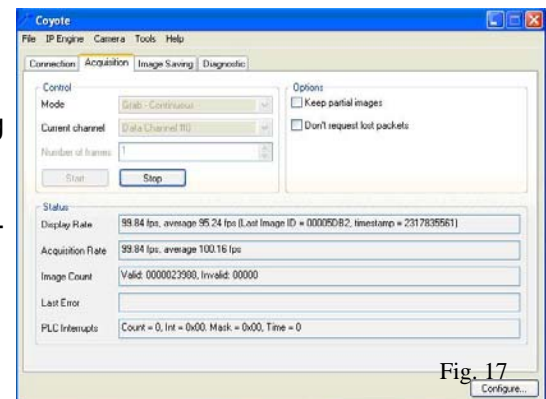 Coyote
File IP Engine Camera Tools Help
Connection Acquisition Image Saving Diagnostic
Control
Mode Grab - Continuous
Current channel Data Channel #0
Number of frames 1
Start Stop
Options
Keep partial images
Don't request lost packets
Status
Display Rate 99.84 fps, average 95.24 fps (Last Image ID = 00005DB2, timestamp = 2317835561)
Acquisition Rate 99.84 fps, average 100.16 fps
Image Count Valid: 0000023988, Invalid: 00000
Last Error
PLC Interrupts Count = 0, Int = 0x00, Mask = 0x00, Time = 0
Fig. 17
Configure...